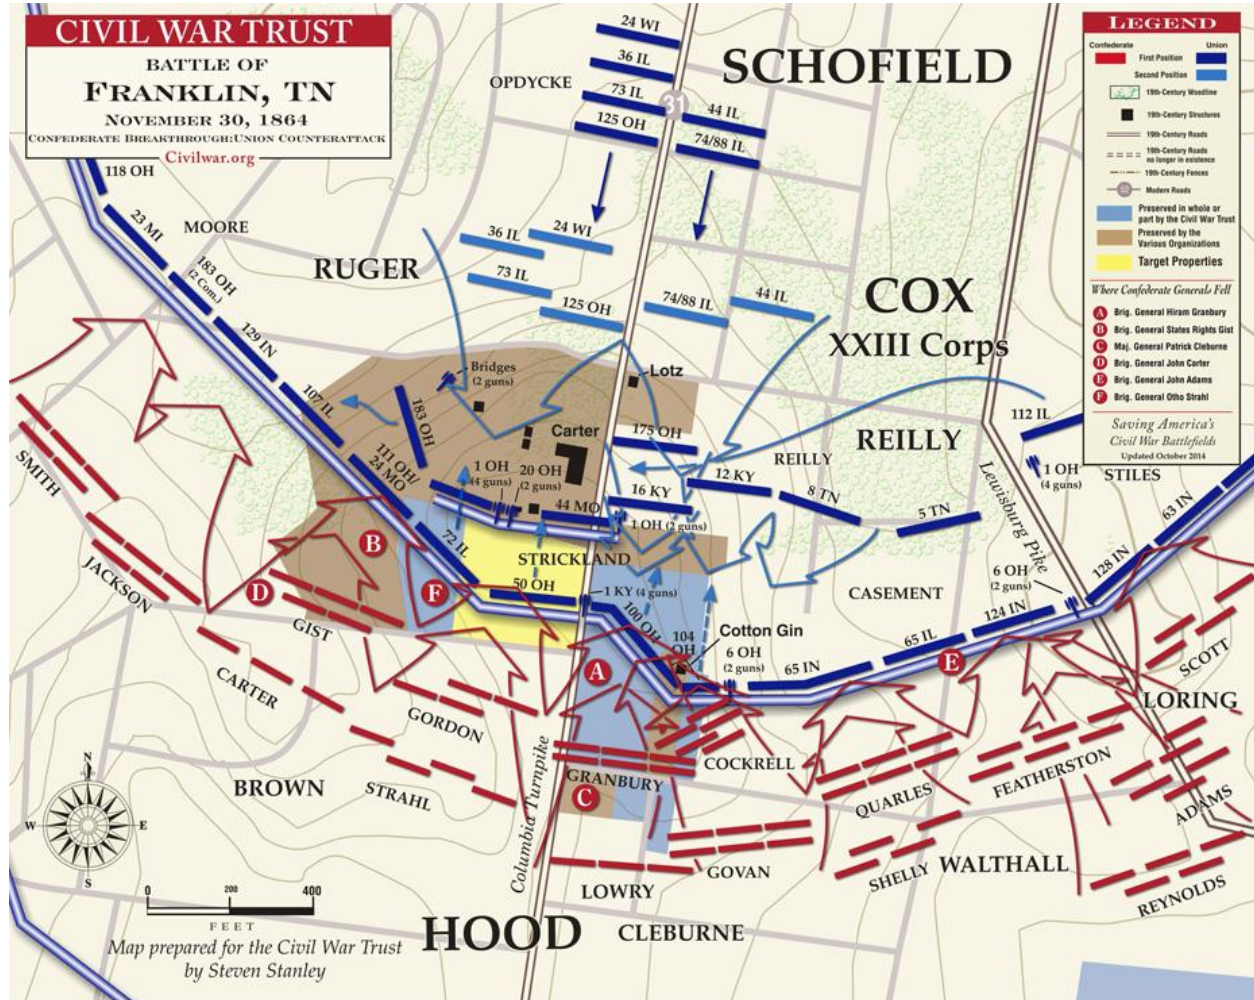 CIVIL WAR TRUST
BATTLE OF
FRANKLIN, TN
NOVEMBER 30, 1864
CONFEDERATE BREAKTHROUGH:UNION COUNTERATTACK
Civilwar.org
LEGEND
Confederate
Union
First Position
Second Position
19th-Century Woodline
19th-Century Structures
19th-Century Roads
19th-Century Roads
no longer in existence
19th-Century Fences
Modern Roads
Preserved in whole or
part by the Civil War Trust
Preserved by the
Various Organizations
Target Properties
Where Confederate Generals Fell
A Brig. General Hiram Granbury
B Brig. General States Rights Gist
C Maj. General Patrick Cleburne
D Brig. General John Carter
E Brig. General John Adams
F Brig. General Otho Strahl
Saving America's
Civil War Battlefields
Updated October 2014
24 WI
36 IL
OPDYCKE
73 IL
31
44 IL
125 OH
74/88 IL
SCHOFIELD
118 OH
23 MI
MOORE
183 OH
(2 Com.)
RUGER
36 IL
24 WI
73 IL
125 OH
74/88 IL
44 IL
COX
XXIII Corps
129 IN
107 IL
Bridges
(2 guns)
Lotz
183 OH
Carter
175 OH
REILLY
REILLY
112 IL
1 OH
(4 guns)
STILES
111 OH/
24 MO
1 OH
(4 guns)
20 OH
(2 guns)
44 MO
16 KY
12 KY
8 TN
5 TN
1 OH (2 guns)
Lewisburg Pike
63 IN
SMITH
JACKSON
B
72 IL
STRICKLAND
50 OH
1 KY (4 guns)
6 OH
(2 guns)
128 IN
CASEMENT
D
F
GIST
100 OH
104
OH
Cotton Gin
6 OH
(2 guns)
65 IN
65 IL
124 IN
E
SCOTT
A
CARTER
GORDON
LORING
BROWN
STRAHL
Columbia Turnpike
GRANBURY
COCKRELL
C
QUARLES
FEATHERSTON
ADAMS
N
W
E
S
GOVAN
LOWRY
SHELLY
WALTHALL
REYNOLDS
0
200
400
FEET
HOOD
CLEBURNE
Map prepared for the Civil War Trust
by Steven Stanley